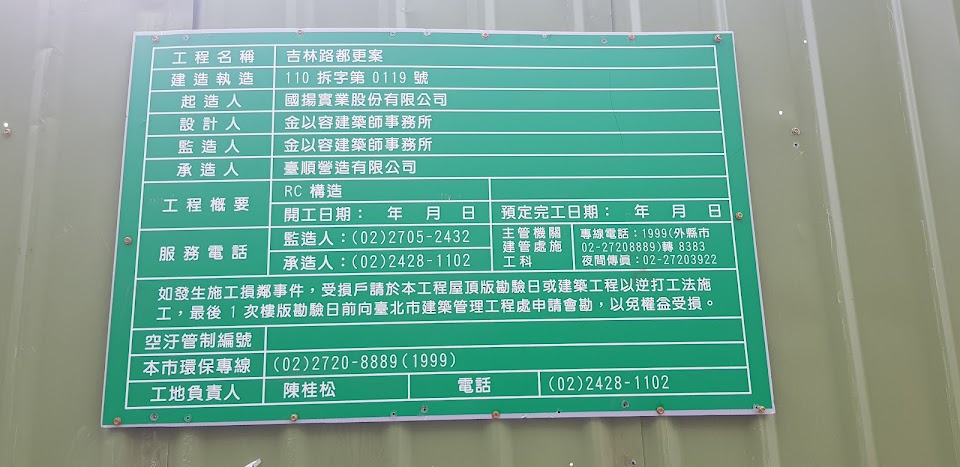 工程名稱 吉林路都更案
建造執造 110 拆字第 0119 號
起造人 國揚實業股份有限公司
設計人 金以容建築師事務所
監造人 金以容建築師事務所
承造人 臺順營造有限公司
工程概要 RC 構造
開工日期： 年 月 日 預定完工日期： 年 月 日
服務電話 監造人：(02)2705-2432
承造人：(02)2428-1102
主管機關
建管處施
工科
專線電話：1999(外縣市
02-27208889)轉 8383
夜間傳真：02-27203922
如發生施工損鄰事件，受損戶請於本工程屋頂版勘驗日或建築工程以逆打工法施
工，最後 1 次樓版勘驗日前向臺北市建築管理工程處申請會勘，以免權益受損。
空汙管制編號
本市環保專線 (02)2720-8889(1999)
工地負責人 陳桂松 電話 (02)2428-1102